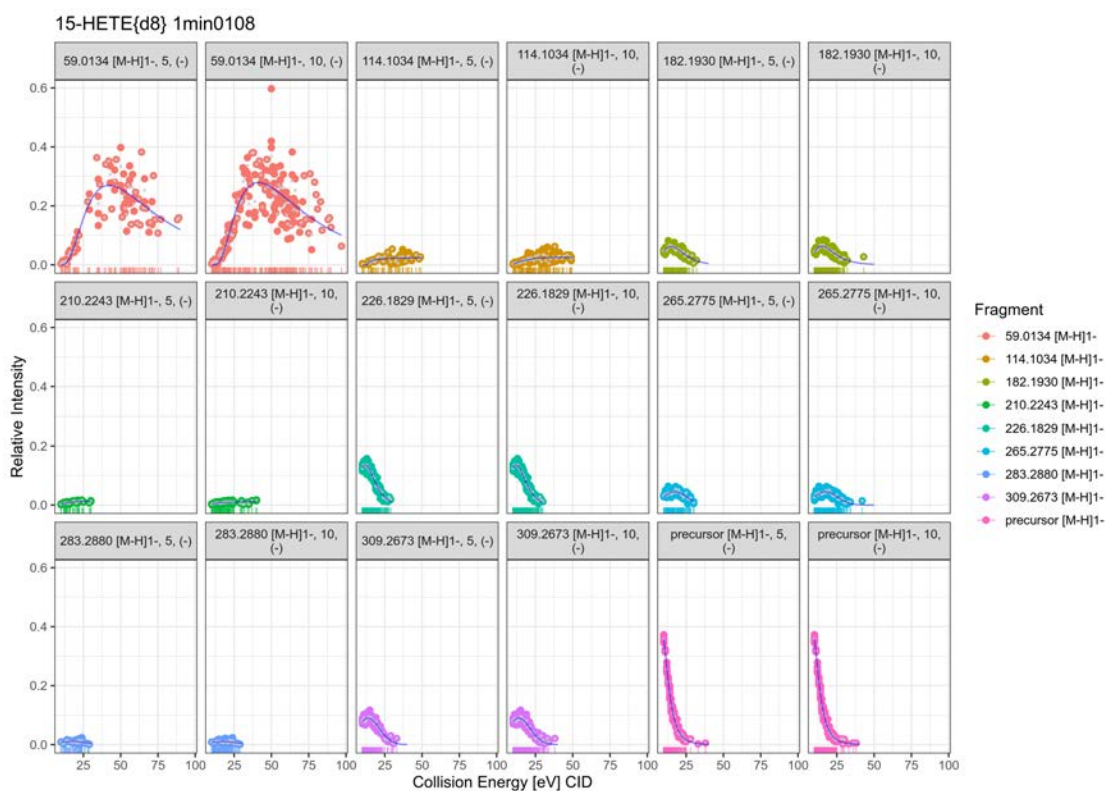 15-HETE{d8} 1min0108
59.0134 [M-H]1-, 5, (-)
59.0134 [M-H]1-, 10, (-)
114.1034 [M-H]1-, 5, (-)
114.1034 [M-H]1-, 10,
(-)
182.1930 [M-H]1-, 5, (-)
182.1930 [M-H]1-, 10,
(-)
0.6
0.4
0.2
0.0
210.2243 [M-H]1-, 5, (-)
210.2243 [M-H]1-, 10,
(-)
226.1829 [M-H]1-, 5, (-)
226.1829 [M-H]1-, 10,
(-)
265.2775 [M-H]1-, 5, (-)
265.2775 [M-H]1-, 10,
(-)
0.6
0.4
0.2
0.0
Relative Intensity
283.2880 [M-H]1-, 5, (-)
283.2880 [M-H]1-, 10,
(-)
309.2673 [M-H]1-, 5, (-)
309.2673 [M-H]1-, 10,
(-)
precursor [M-H]1-, 5,
(-)
precursor [M-H]1-, 10,
(-)
0.6
0.4
0.2
0.0
25 50 75 100 25 50 75 100 25 50 75 100 25 50 75 100 25 50 75 100 25 50 75 100
Collision Energy [eV] CID
Fragment
59.0134 [M-H]1-
114.1034 [M-H]1-
182.1930 [M-H]1-
210.2243 [M-H]1-
226.1829 [M-H]1-
265.2775 [M-H]1-
283.2880 [M-H]1-
309.2673 [M-H]1-
precursor [M-H]1-